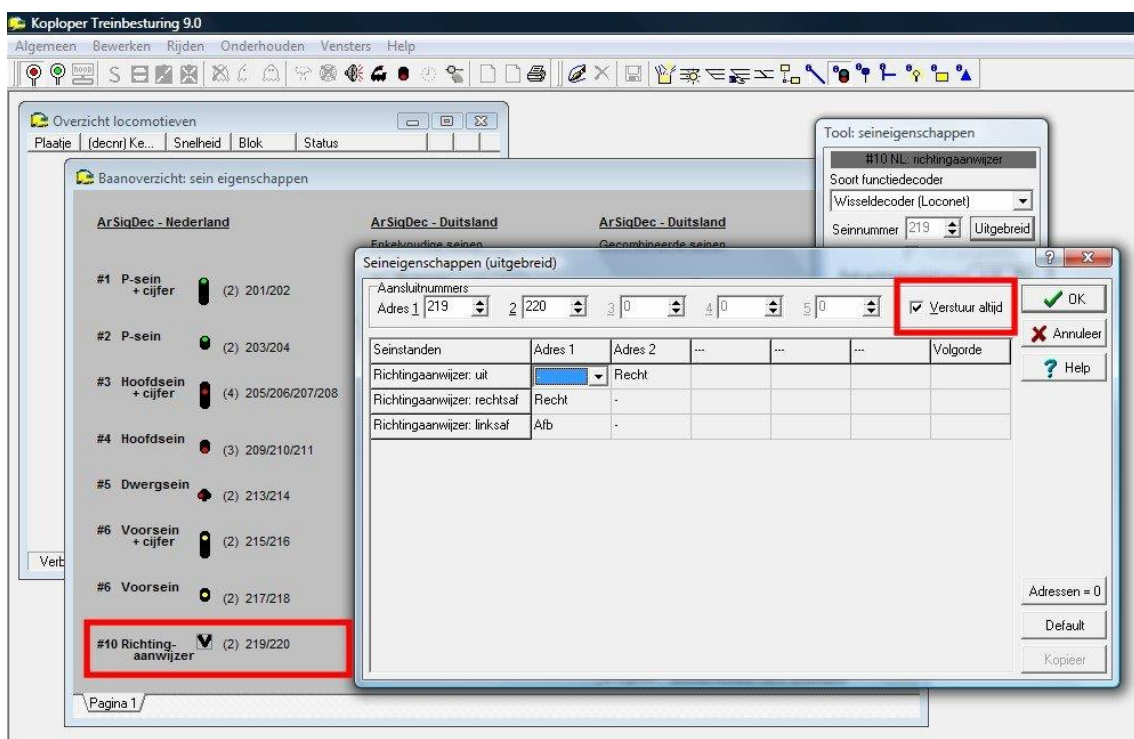 Koploper Treinbesturing 9.0
Algemeen Bewerken Rijden Onderhouden Vensters Help
Overzicht locomotieven
Plaatje (decnr) Ke... Snelheid Blok Status
Baanoverzicht: sein eigenschappen
ArSigDec - Nederland
#1 P-sein + cijfer (2) 201/202
#2 P-sein (2) 203/204
#3 Hoofdsein + cijfer (4) 205/206/207/208
#4 Hoofdsein (3) 209/210/211
#5 Dwergsein (2) 213/214
#6 Voorsein + cijfer (2) 215/216
#6 Voorsein (2) 217/218
#10 Richting- aanwijzer (2) 219/220
ArSigDec - Duitsland
Enkelvoudige seinen
ArSigDec - Duitsland
Gecombineerde seinen
Pagina 1
Verb
Tool: seineigenschappen
#10 NL: richtingaanwijzer
Soort functiedecoder
Wisseldecoder (Loconet)
Seinnummer 219 Uitgebreid
Seineigenschappen (uitgebreid)
Aansluitnummers
Adres 1 219 2 220 3 0 4 0 5 0
Verstuur altijd
Seinstanden Adres 1 Adres 2 --- --- --- Volgorde
Richtingaanwijzer: uit - Recht
Richtingaanwijzer: rechtsaf Recht -
Richtingaanwijzer: linksaf Afb -
OK
Annuleer
Help
Adressen = 0
Default
Kopieer